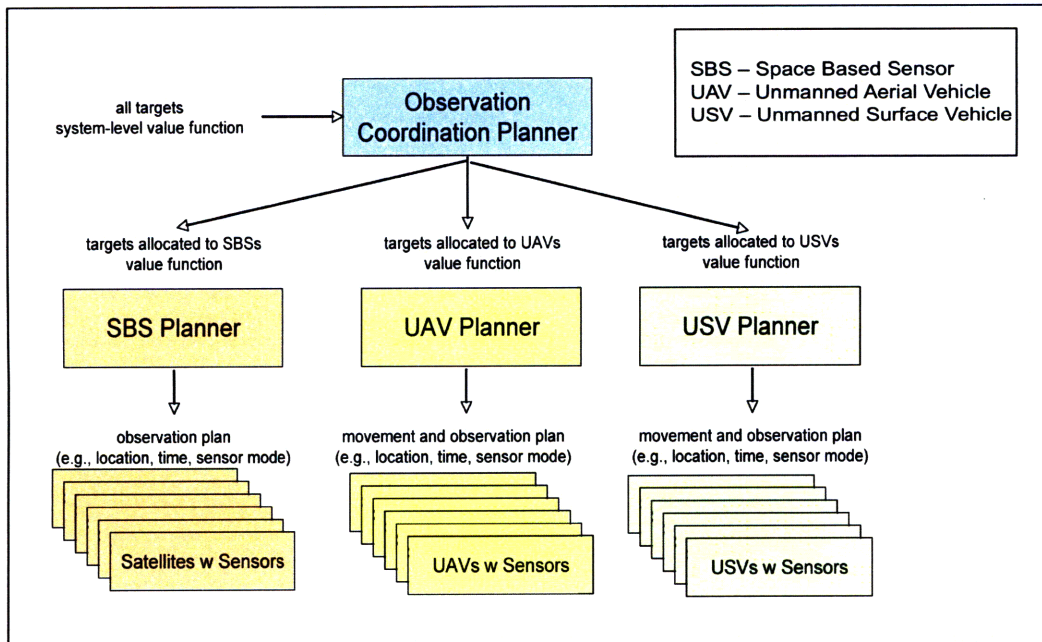 SBS – Space Based Sensor
UAV – Unmanned Aerial Vehicle
USV – Unmanned Surface Vehicle
all targets
system-level value function
Observation
Coordination Planner
targets allocated to SBSs
value function
targets allocated to UAVs
value function
targets allocated to USVs
value function
SBS Planner
UAV Planner
USV Planner
observation plan
(e.g., location, time, sensor mode)
movement and observation plan
(e.g., location, time, sensor mode)
movement and observation plan
(e.g., location, time, sensor mode)
Satellites w Sensors
UAVs w Sensors
USVs w Sensors